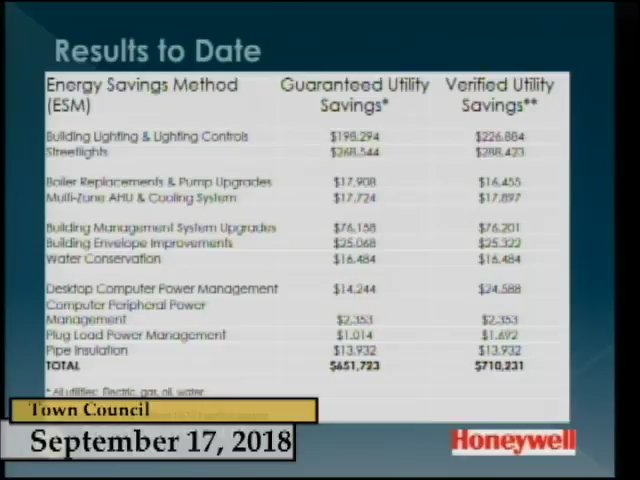 Results to Date
Energy Savings Method Guaranteed Utility Verified Utility
(ESM) Savings* Savings**
Building Lighting & Lighting Controls $198,294 $226,884
Streetlights $268,544 $288,423
Boiler Replacements & Pump Upgrades $17,908 $16,455
Multi-Zone AHU & Cooling System $17,724 $17,897
Building Management System Upgrades $76,158 $76,201
Building Envelope Improvements $25,068 $25,322
Water Conservation $16,484 $16,484
Desktop Computer Power Management $14,244 $24,588
Computer Peripheral Power
Management $2,353 $2,353
Plug Load Power Management $1,014 $1,692
Pipe Insulation $13,932 $13,932
TOTAL $651,723 $710,231
* All utilities: Electric, gas, oil, water
Town Council
September 17, 2018
Honeywell